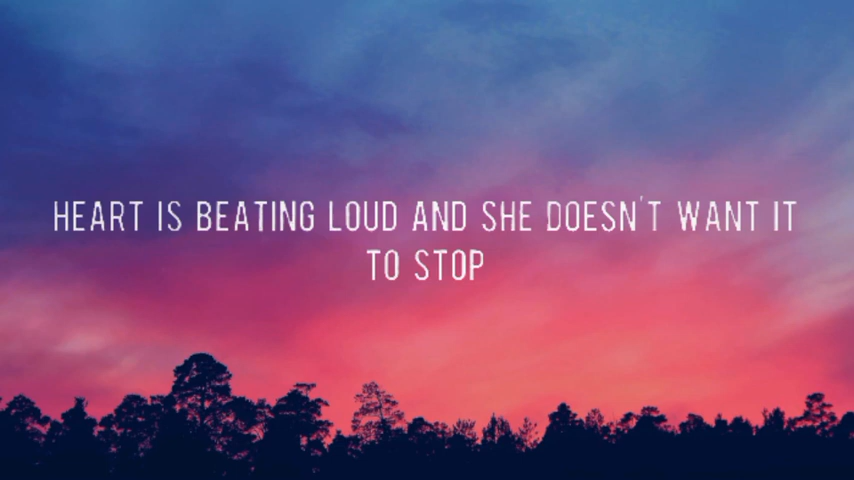 HEART IS BEATING LOUD AND SHE DOESN'T WANT IT
TO STOP